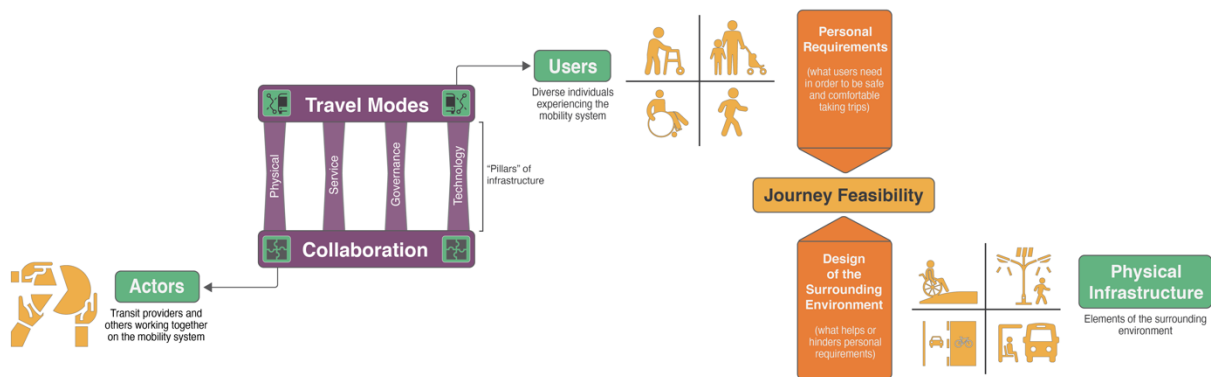 Travel Modes
Physical
Service
Governance
Technology
Collaboration
"Pillars" of
infrastructure
Actors
Transit providers and
others working together
on the mobility system
Users
Diverse individuals
experiencing the
mobility system
Personal
Requirements
(what users need
in order to be safe
and comfortable
taking trips)
Journey Feasibility
Design
of the
Surrounding
Environment
(what helps or
hinders personal
requirements)
Physical
Infrastructure
Elements of the surrounding
environment